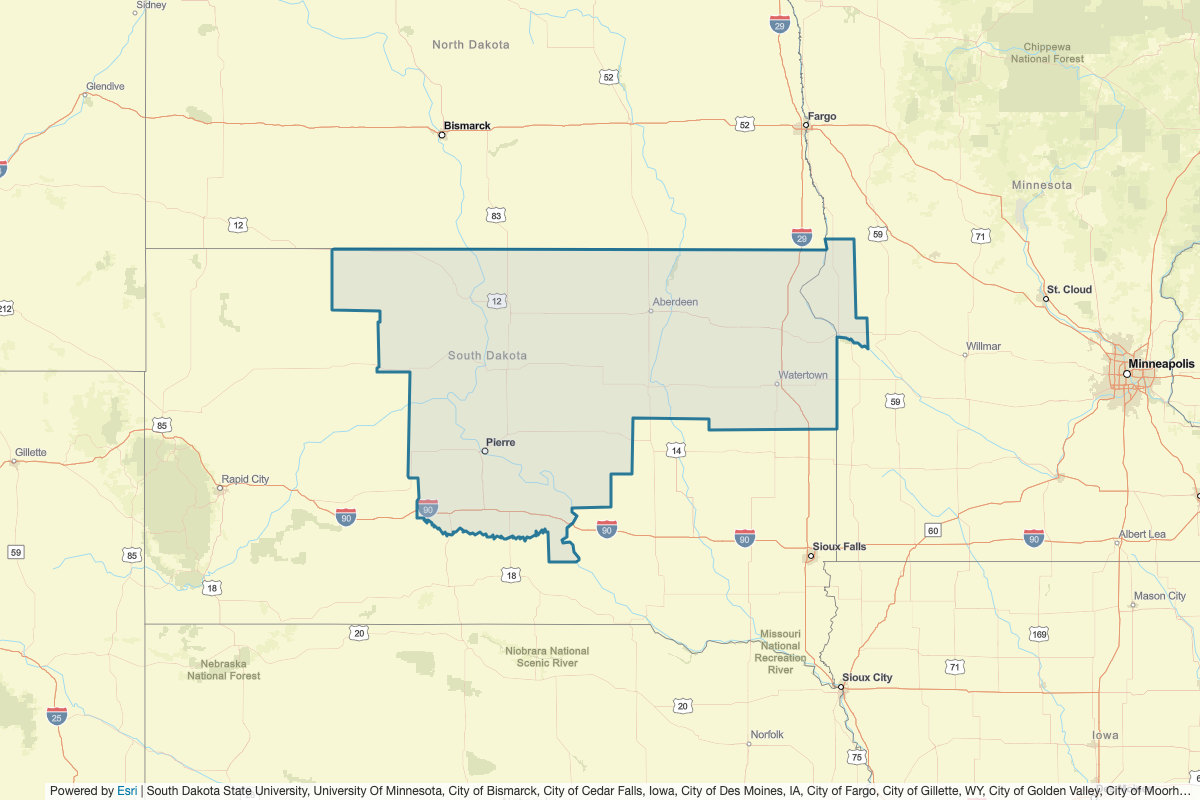 Sidney
29
North Dakota
Chippewa
National Forest
52
Glendive
Bismarck
52
Fargo
Minnesota
83
12
59
71
29
St. Cloud
212
12
Aberdeen
South Dakota
Willmar
Minneapolis
Watertown
59
85
Pierre
14
Gillette
Rapid City
90
90
90
90
60
90
Albert Lea
Sioux Falls
59
85
18
18
Mason City
20
169
Missouri
National
Recreation
River
Niobrara National
Scenic River
Nebraska
National Forest
71
Sioux City
20
25
Norfolk
Iowa
75
Powered by Esri | South Dakota State University, University Of Minnesota, City of Bismarck, City of Cedar Falls, Iowa, City of Des Moines, IA, City of Fargo, City of Gillette, WY, City of Golden Valley, City of Moorh...